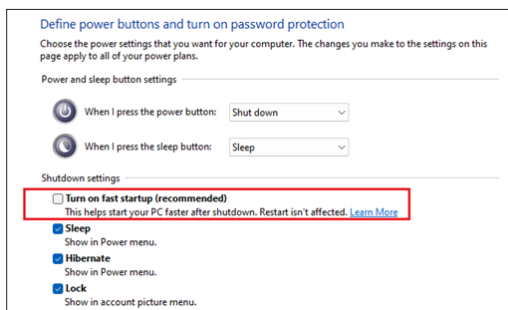 Define power buttons and turn on password protection
Choose the power settings that you want for your computer. The changes you make to the settings on this
page apply to all of your power plans.
Power and sleep button settings
When I press the power button: Shut down
When I press the sleep button: Sleep
Shutdown settings
Turn on fast startup (recommended)
This helps start your PC faster after shutdown. Restart isn't affected. Learn More
Sleep
Show in Power menu.
Hibernate
Show in Power menu.
Lock
Show in account picture menu.